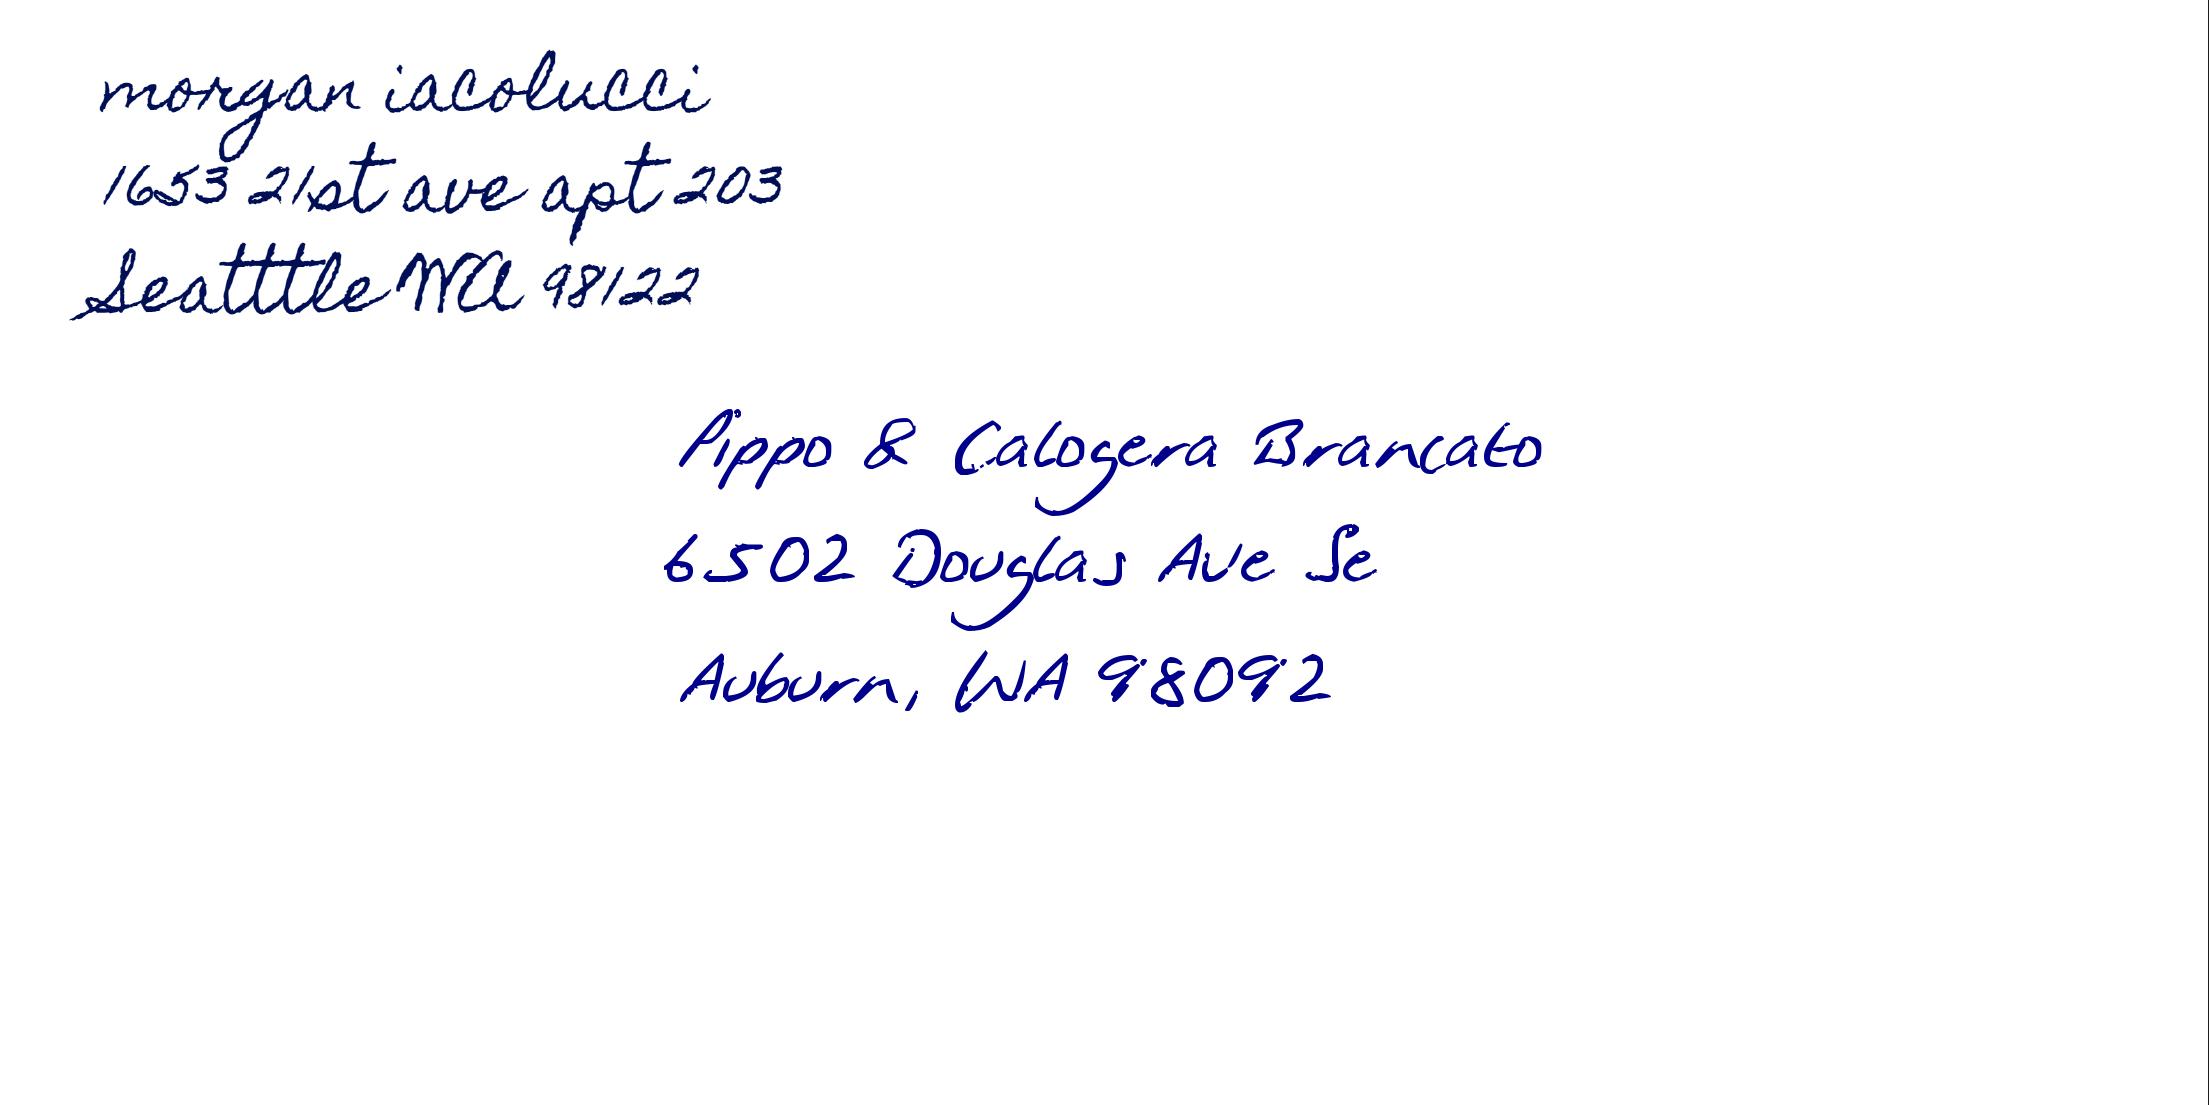 morgan iacolucci
1653 21st ave apt 203
Seatttle WA 98122
Pippo & Calogera Brancato
6502 Douglas Ave Se
Auburn, WA 98092